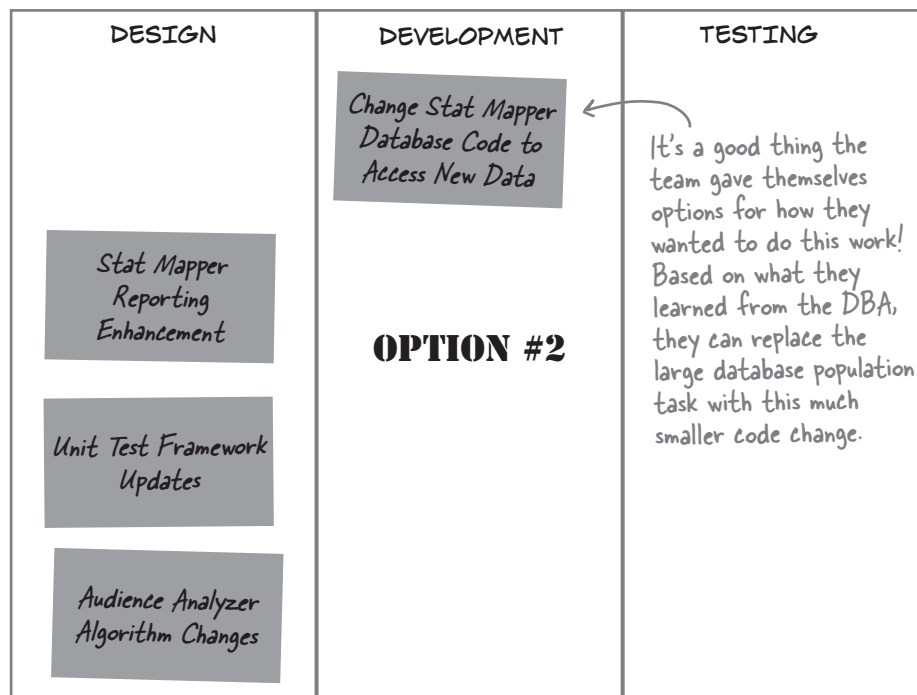 DESIGN
DEVELOPMENT
TESTING
Change Stat Mapper
Database Code to
Access New Data
It's a good thing the
team gave themselves
options for how they
wanted to do this work!
Based on what they
learned from the DBA,
they can replace the
large database population
task with this much
smaller code change.
Stat Mapper
Reporting
Enhancement
OPTION #2
Unit Test Framework
Updates
Audience Analyzer
Algorithm Changes